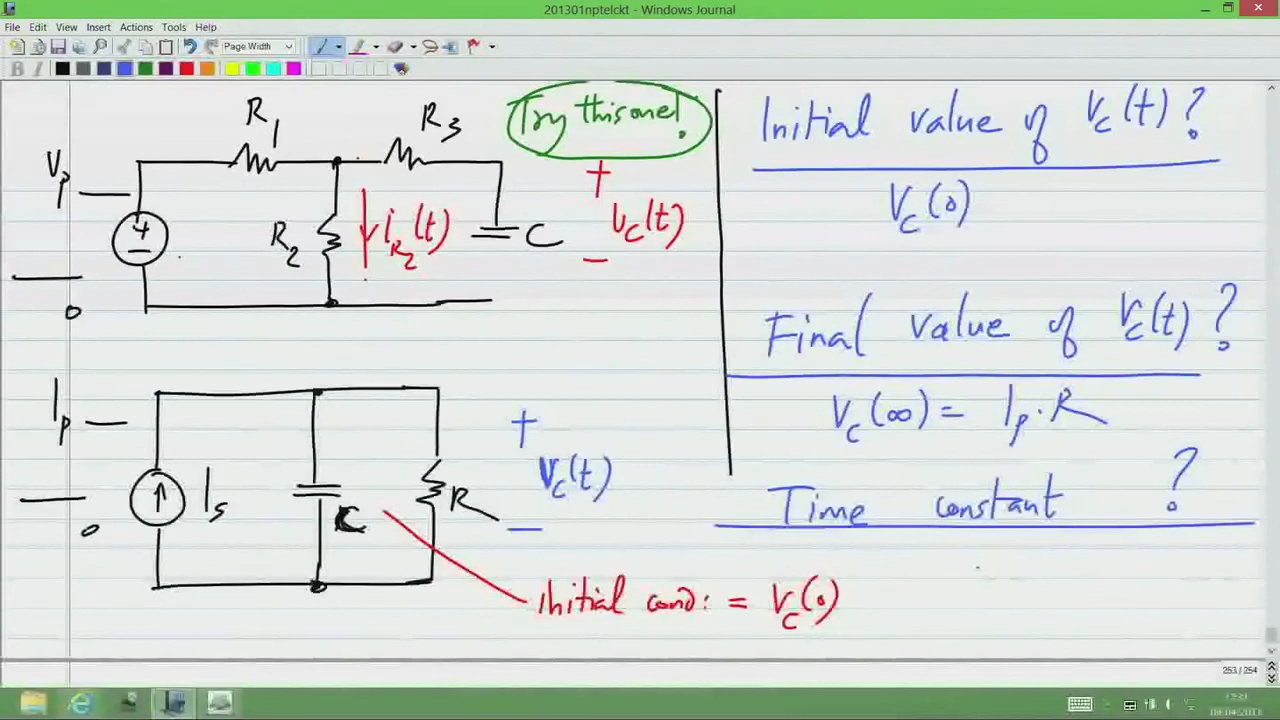 201301nptelckt - Windows Journal
File Edit View Insert Actions Tools Help
Page Width
B I
R1
R3
Try this one!
Vp
R2
iR2(t)
C
+
Vc(t)
−
+
−
0
Ip
Is
C
R
+
Vc(t)
−
0
Initial cond: = Vc(0)
Initial value of Vc(t)?
Vc(0)
Final value of Vc(t)?
Vc(∞) = Ip.R
Time constant ?
253 / 254